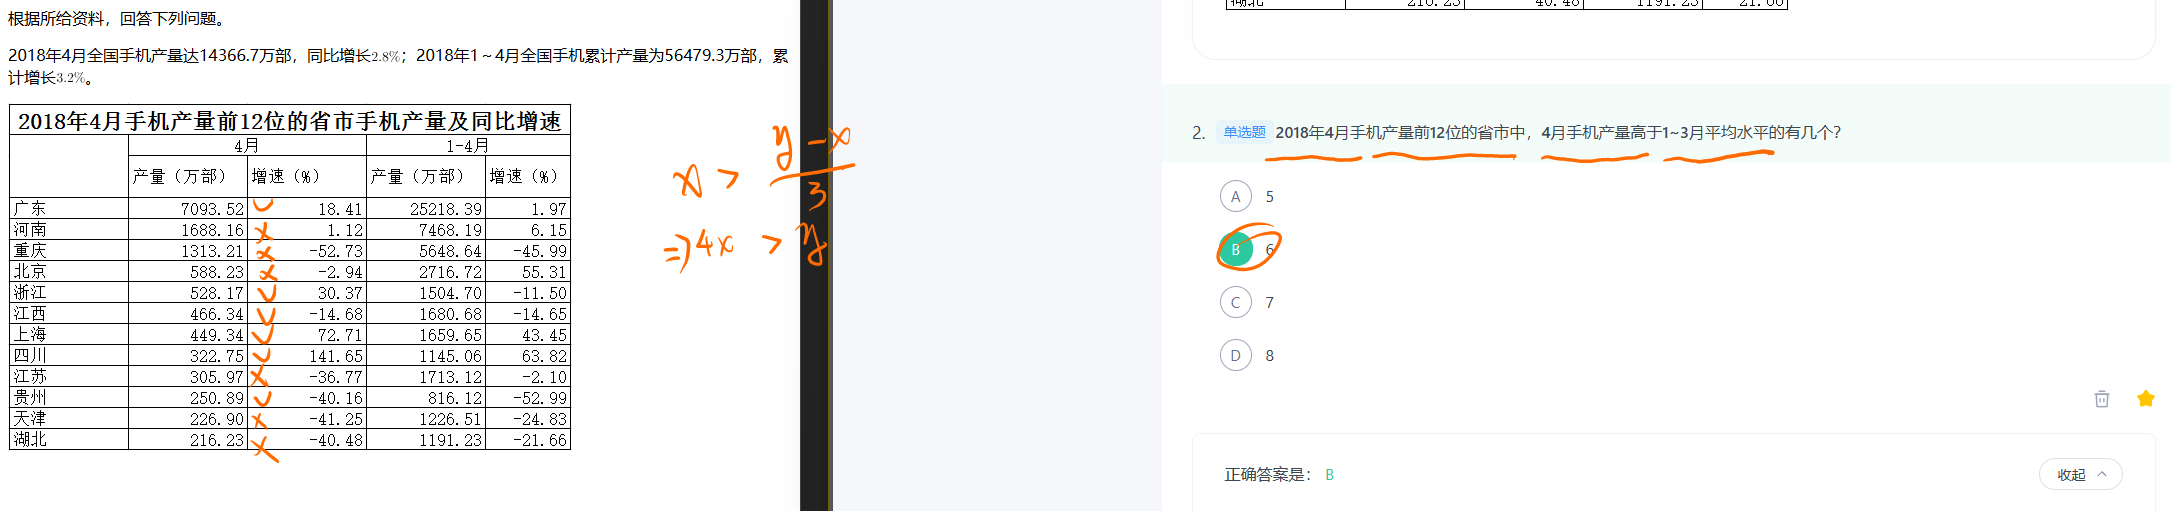 根据所给资料，回答下列问题。
2018年4月全国手机产量达14366.7万部，同比增长2.8%；2018年1～4月全国手机累计产量为56479.3万部，累
计增长3.2%。
2018年4月手机产量前12位的省市手机产量及同比增速
4月 1-4月
产量（万部） 增速（%） 产量（万部） 增速（%）
广东 7093.52 18.41 25218.39 1.97
河南 1688.16 1.12 7468.19 6.15
重庆 1313.21 -52.73 5648.64 -45.99
北京 588.23 -2.94 2716.72 55.31
浙江 528.17 30.37 1504.70 -11.50
江西 466.34 -14.68 1680.68 -14.65
上海 449.34 72.71 1659.65 43.45
四川 322.75 141.65 1145.06 63.82
江苏 305.97 -36.77 1713.12 -2.10
贵州 250.89 -40.16 816.12 -52.99
天津 226.90 -41.25 1226.51 -24.83
湖北 216.23 -40.48 1191.23 -21.66
x > y-x
3
⇒ 4x > y
湖北 216.23 40.48 1191.23 21.66
2. 单选题 2018年4月手机产量前12位的省市中，4月手机产量高于1~3月平均水平的有几个？
A 5
B 6
C 7
D 8
正确答案是： B
收起